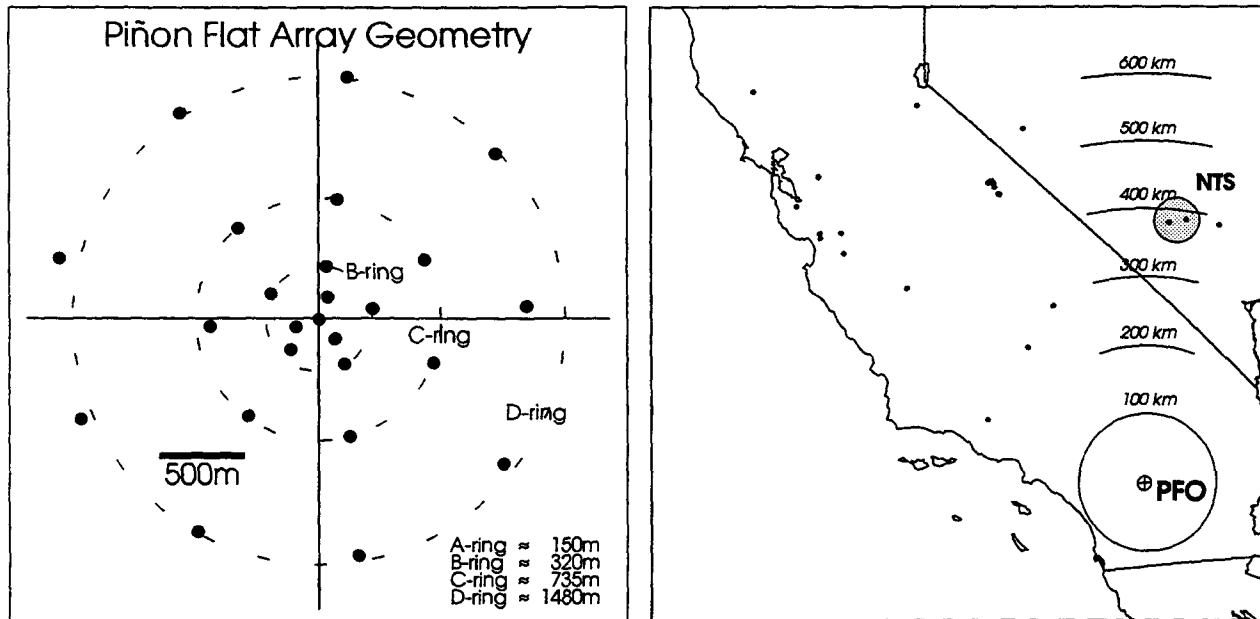 Piñon Flat Array Geometry
B-ring
C-ring
D-ring
500m
A-ring ≈ 150m
B-ring ≈ 320m
C-ring ≈ 735m
D-ring ≈ 1480m
600 km
500 km
NTS
400 km
300 km
200 km
100 km
PFO